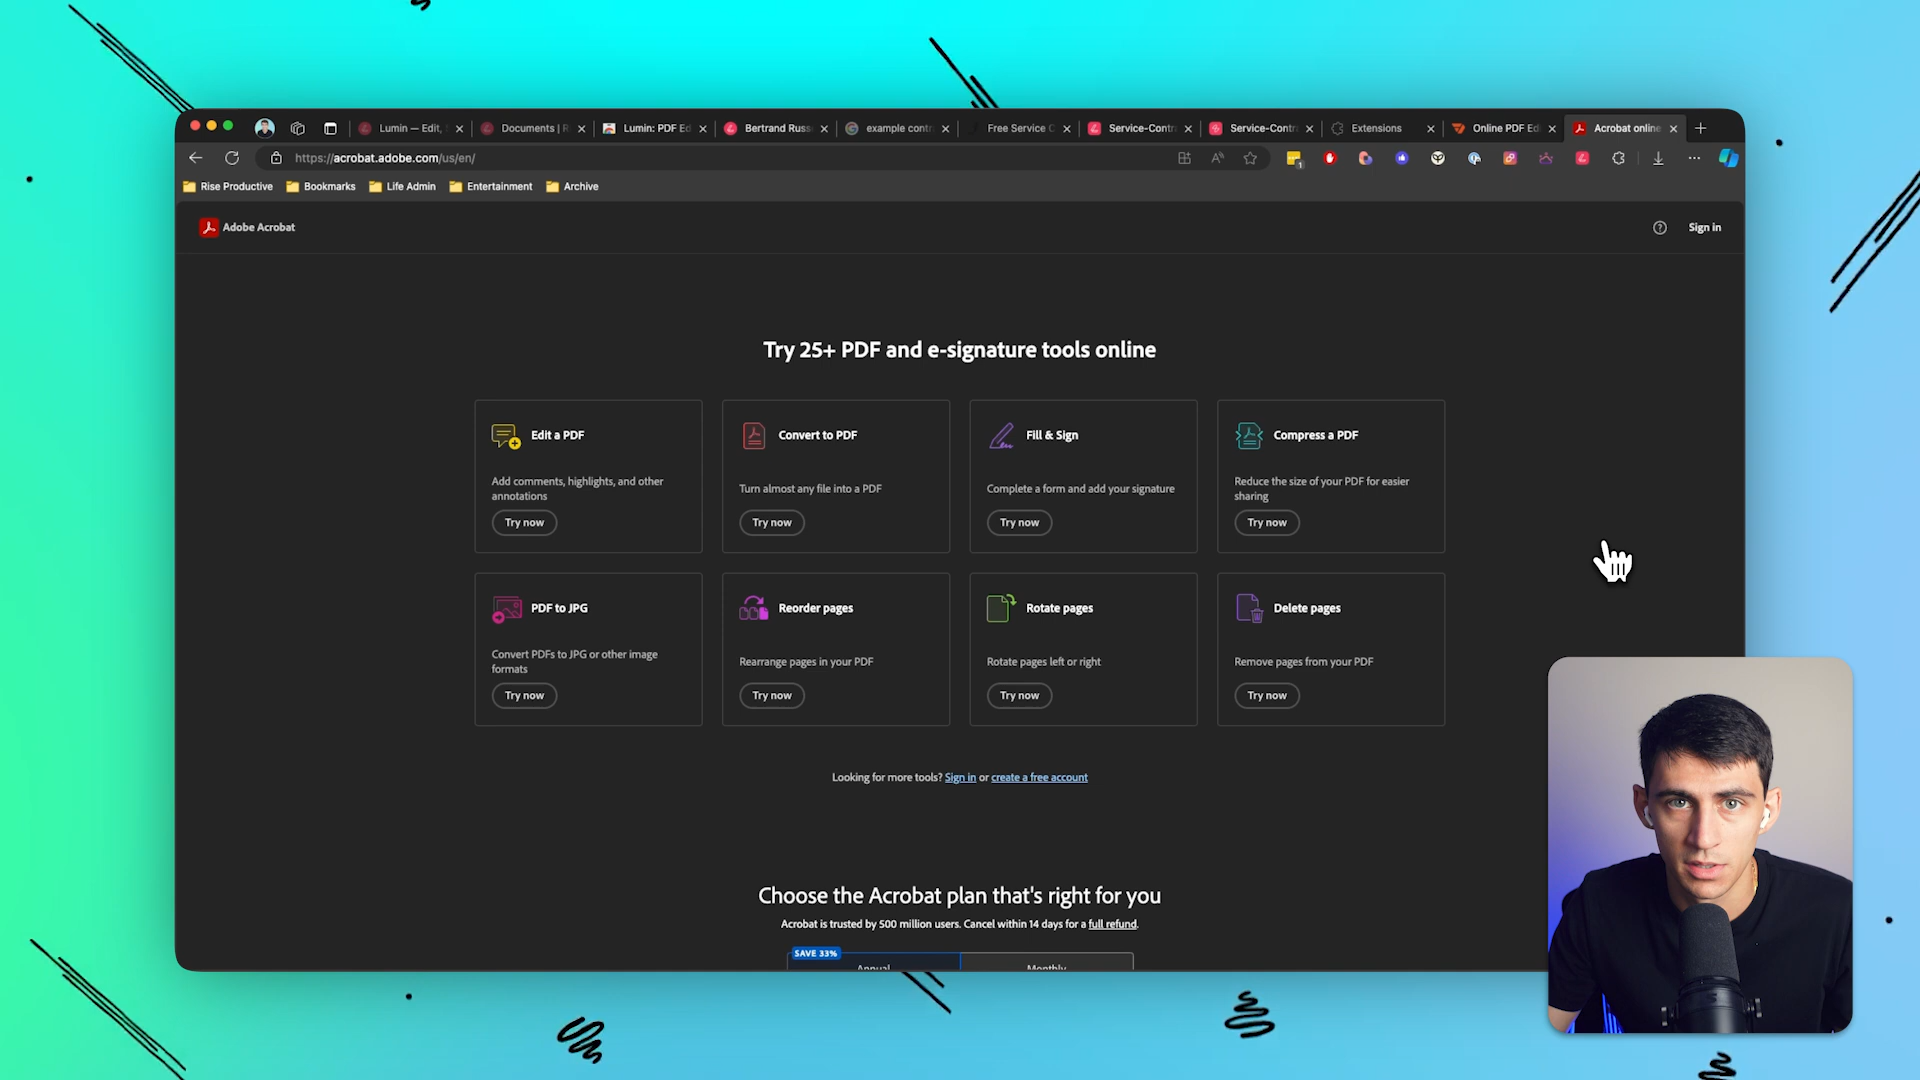 Lumin — Edit,
Documents | R
Lumin: PDF Ed
Bertrand Russ
example contr
Free Service C
Service-Contr
Service-Contr
Extensions
Online PDF Ed
Acrobat online
https://acrobat.adobe.com/us/en/
Rise Productive
Bookmarks
Life Admin
Entertainment
Archive
Adobe Acrobat
Sign in
Try 25+ PDF and e-signature tools online
Edit a PDF
Add comments, highlights, and other
annotations
Try now
Convert to PDF
Turn almost any file into a PDF
Try now
Fill & Sign
Complete a form and add your signature
Try now
Compress a PDF
Reduce the size of your PDF for easier
sharing
Try now
PDF to JPG
Convert PDFs to JPG or other image
formats
Try now
Reorder pages
Rearrange pages in your PDF
Try now
Rotate pages
Rotate pages left or right
Try now
Delete pages
Remove pages from your PDF
Try now
Looking for more tools? Sign in or create a free account
Choose the Acrobat plan that's right for you
Acrobat is trusted by 500 million users. Cancel within 14 days for a full refund.
SAVE 33%
Annual
Monthly